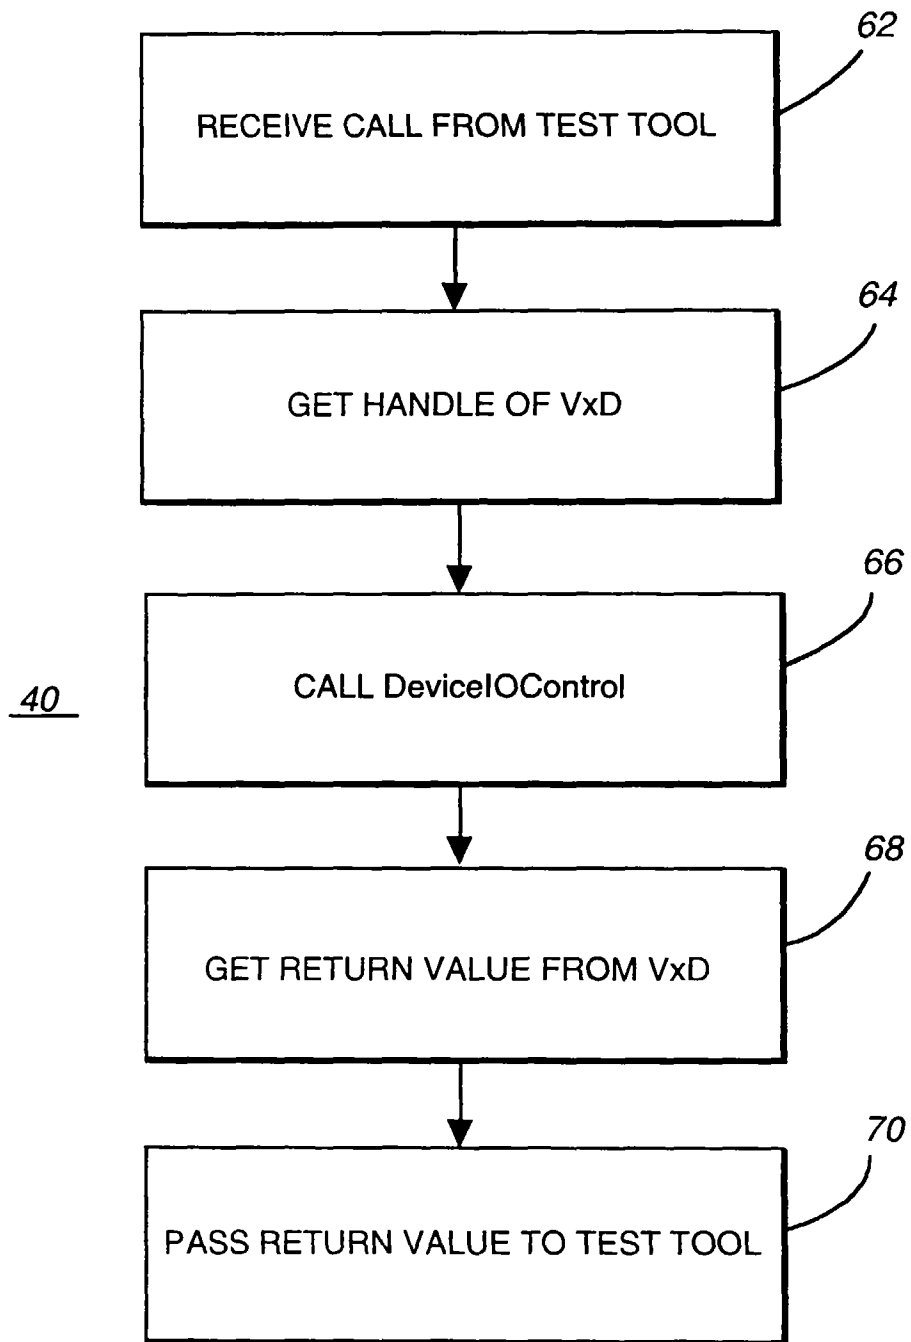 62
RECEIVE CALL FROM TEST TOOL
64
GET HANDLE OF VxD
66
CALL DeviceIOControl
40
68
GET RETURN VALUE FROM VxD
70
PASS RETURN VALUE TO TEST TOOL